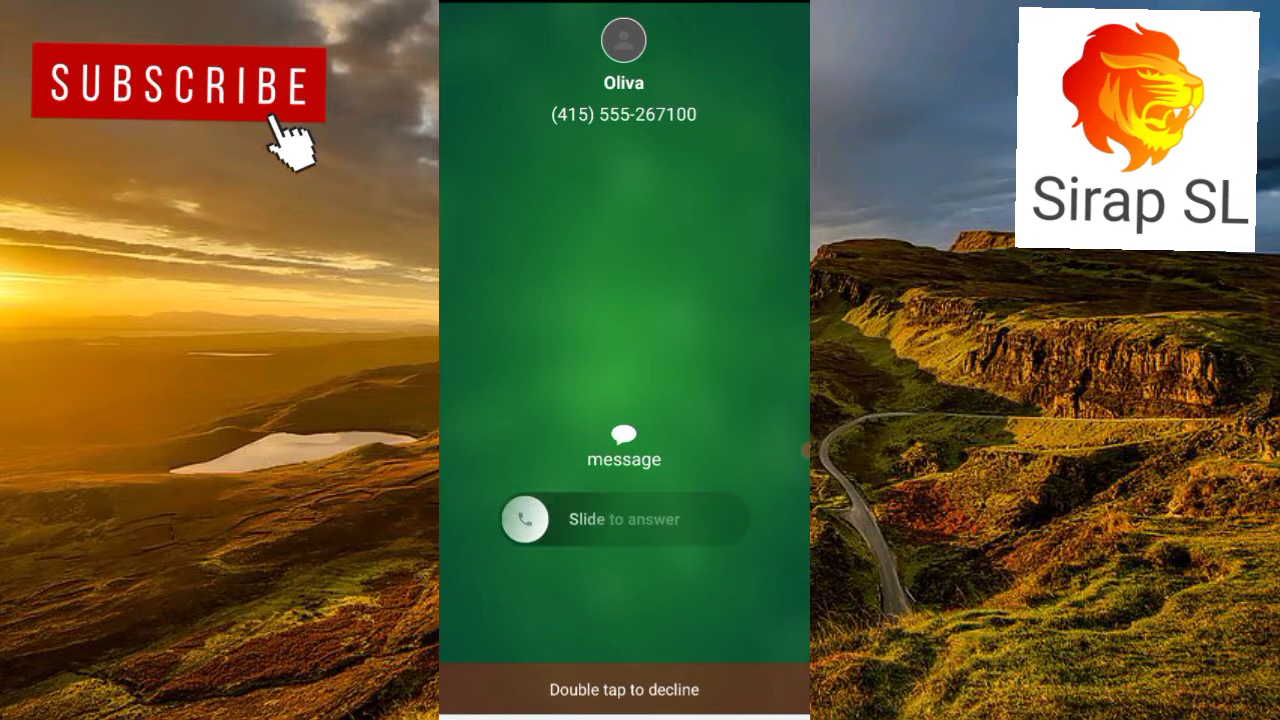 SUBSCRIBE
Oliva
(415) 555-267100
message
Slide to answer
Double tap to decline
Sirap SL